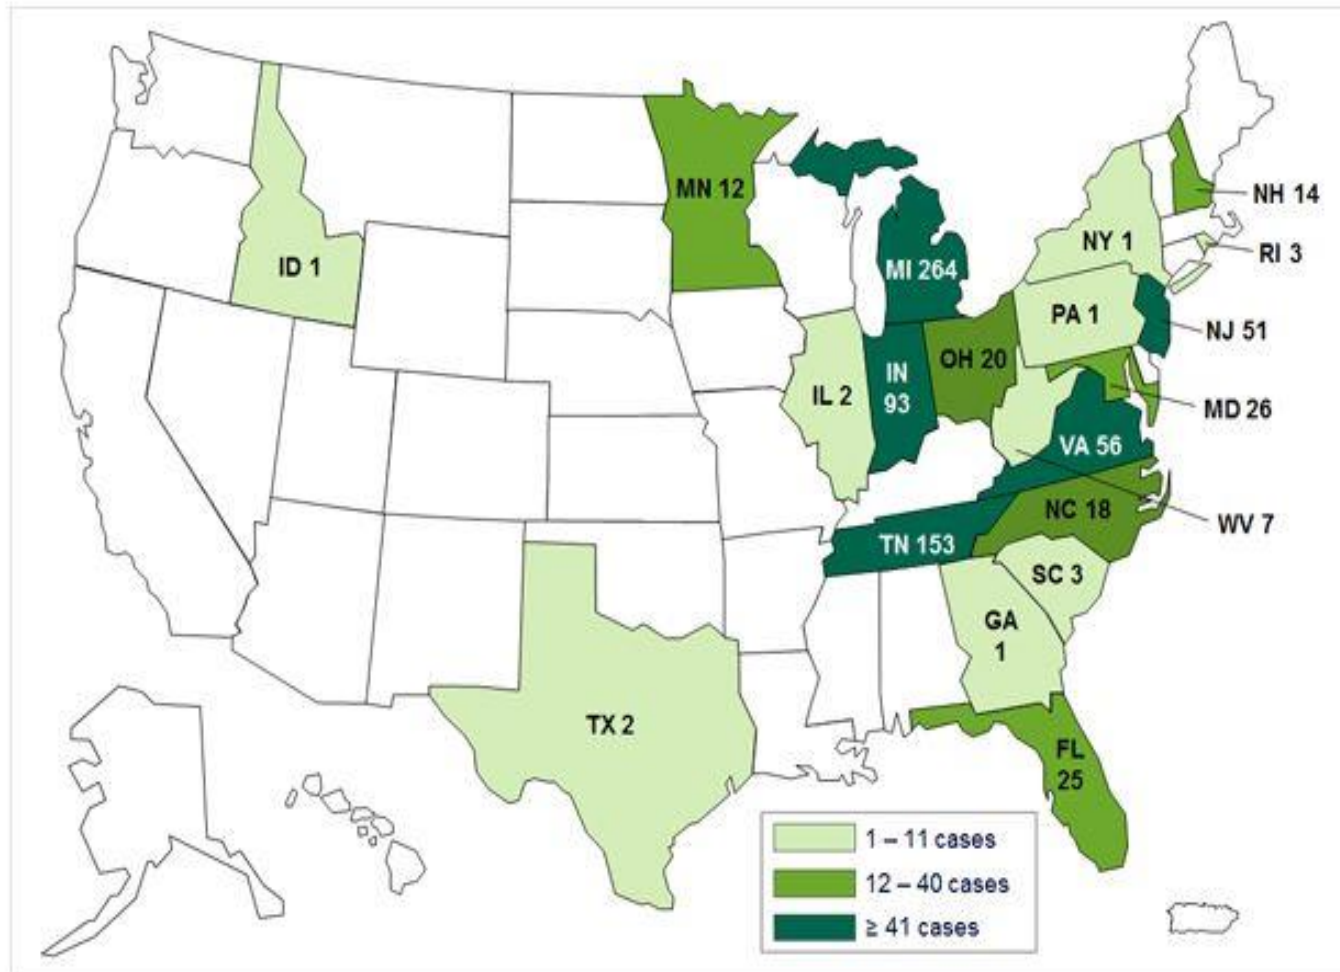 MN 12
NH 14
NY 1
RI 3
ID 1
MI 264
PA 1
NJ 51
OH 20
IN
93
IL 2
MD 26
VA 56
NC 18
WV 7
TN 153
SC 3
GA
1
TX 2
FL
25
1 – 11 cases
12 – 40 cases
≥ 41 cases